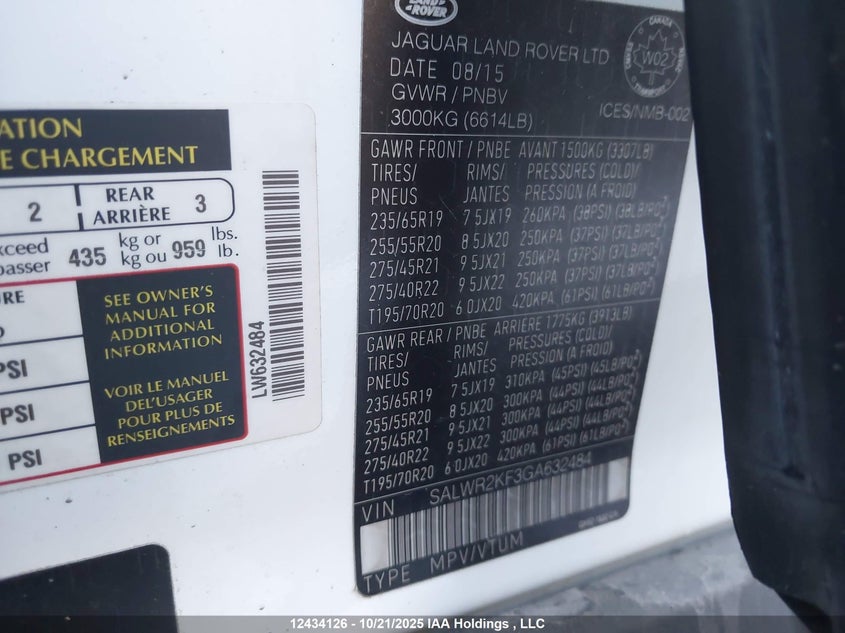 LAND
ROVER
JAGUAR LAND ROVER LTD
DATE 08/15
GVWR / PNBV
3000KG (6614LB)
CANADA
W02
TRANSPORT
ICES/NMB-002
GAWR FRONT / PNBE AVANT 1500KG (3307LB)
TIRES/ RIMS/ PRESSURES (COLD)/
PNEUS JANTES PRESSION (A FROID)
235/65R19 7 5JX19 260KPA (38PSI) (38LB/PO²)
255/55R20 8 5JX20 250KPA (37PSI) (37LB/PO²)
275/45R21 9 5JX21 250KPA (37PSI) (37LB/PO²)
275/40R22 9 5JX22 250KPA (37PSI) (37LB/PO²)
T195/70R20 6 0JX20 420KPA (61PSI) (61LB/PO²)
GAWR REAR / PNBE ARRIERE 1775KG (3913LB)
TIRES/ RIMS/ PRESSURES (COLD)/
PNEUS JANTES PRESSION (A FROID)
235/65R19 7 5JX19 310KPA (45PSI) (45LB/PO²)
255/55R20 8 5JX20 300KPA (44PSI) (44LB/PO²)
275/45R21 9 5JX21 300KPA (44PSI) (44LB/PO²)
275/40R22 9 5JX22 300KPA (44PSI) (44LB/PO²)
T195/70R20 6 0JX20 420KPA (61PSI) (61LB/PO²)
VIN SALWR2KF3GA632484
TYPE MPV/VTUM
ATION
E CHARGEMENT
2 REAR
ARRIÈRE 3
xceed 435 kg or 959 lbs.
passer kg ou lb.
URE
SEE OWNER'S
MANUAL FOR
ADDITIONAL
INFORMATION
PSI
VOIR LE MANUEL
DEL'USAGER
POUR PLUS DE
RENSEIGNEMENTS
PSI
PSI
LW632484
12434126 - 10/21/2025 IAA Holdings , LLC